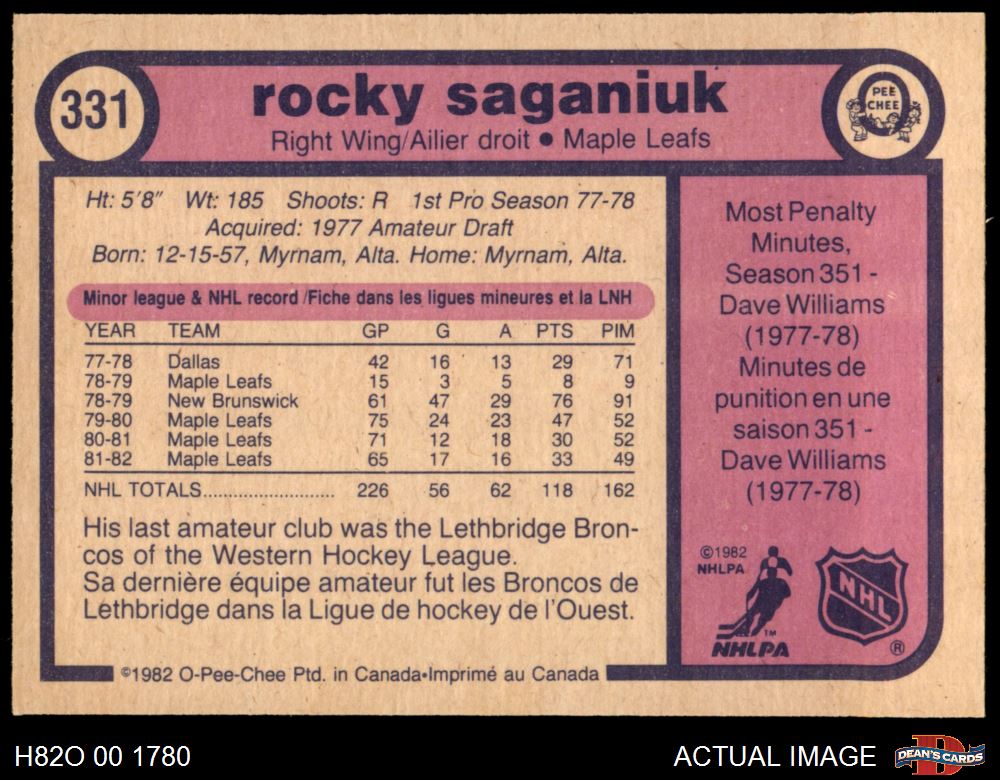 331
rocky saganiuk
Right Wing/Ailier droit • Maple Leafs
O
PEE
CHEE
Ht: 5'8" Wt: 185 Shoots: R 1st Pro Season 77-78
Acquired: 1977 Amateur Draft
Born: 12-15-57, Myrnam, Alta. Home: Myrnam, Alta.
Minor league & NHL record /Fiche dans les ligues mineures et la LNH
YEAR TEAM GP G A PTS PIM
77-78 Dallas 42 16 13 29 71
78-79 Maple Leafs 15 3 5 8 9
78-79 New Brunswick 61 47 29 76 91
79-80 Maple Leafs 75 24 23 47 52
80-81 Maple Leafs 71 12 18 30 52
81-82 Maple Leafs 65 17 16 33 49
NHL TOTALS........................ 226 56 62 118 162
His last amateur club was the Lethbridge Bron-
cos of the Western Hockey League.
Sa dernière équipe amateur fut les Broncos de
Lethbridge dans la Ligue de hockey de l'Ouest.
©1982 O-Pee-Chee Ptd. in Canada•Imprimé au Canada
Most Penalty
Minutes,
Season 351 -
Dave Williams
(1977-78)
Minutes de
punition en une
saison 351 -
Dave Williams
(1977-78)
©1982
NHLPA
TM
NHLPA
NHL
®
H82O 00 1780
ACTUAL IMAGE
D
DEAN'S CARDS